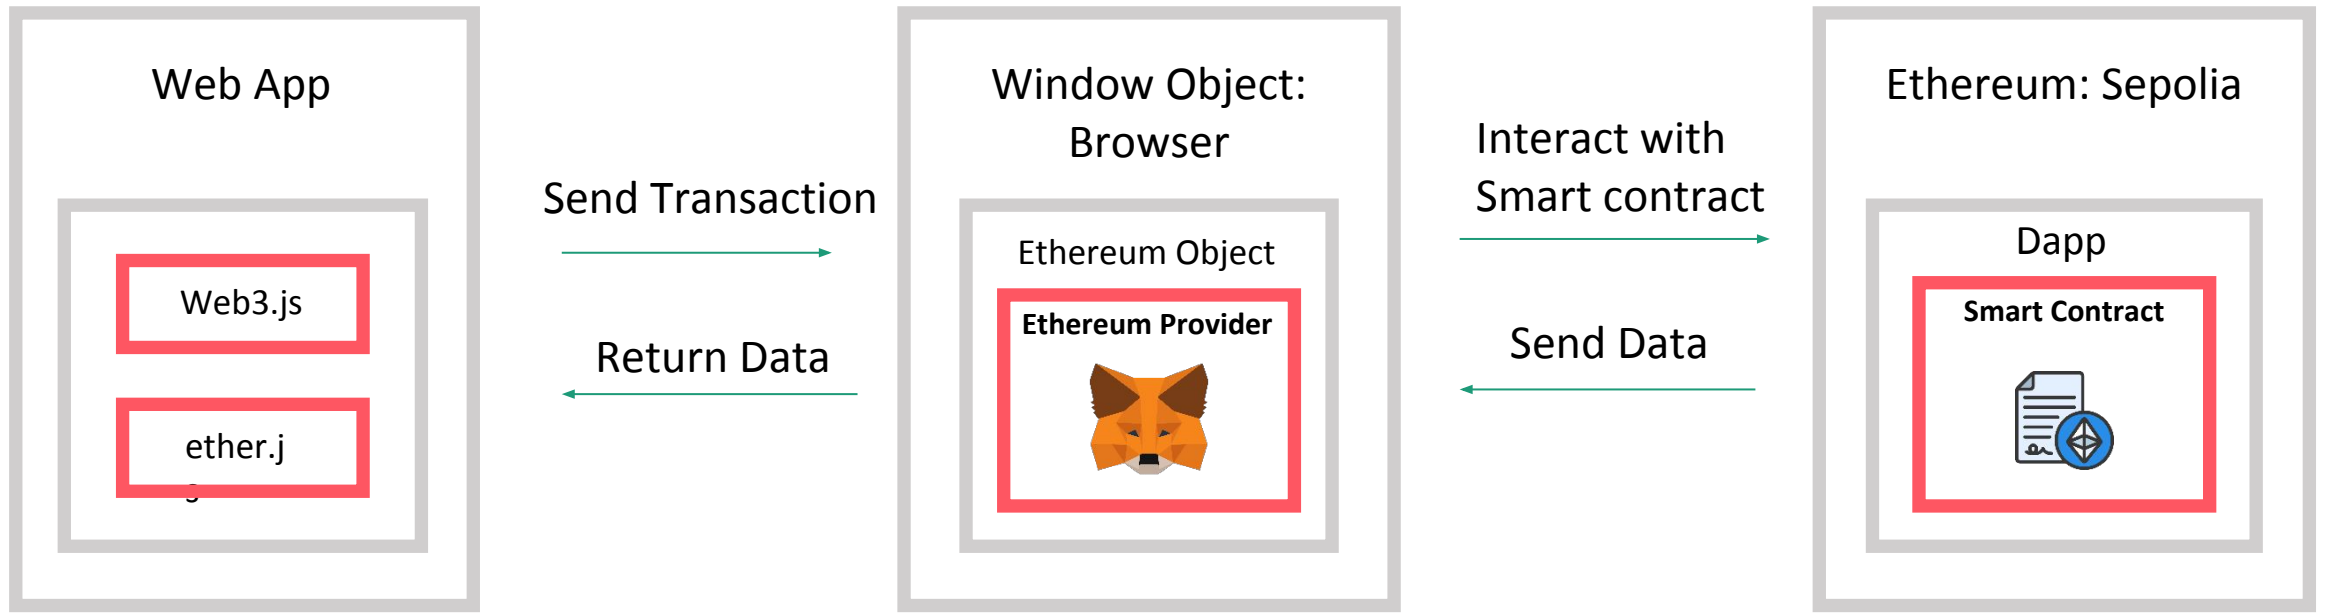 Web App
Web3.js
ether.j
s
Send Transaction
Return Data
Window Object:
Browser
Ethereum Object
Ethereum Provider
Interact with
Smart contract
Send Data
Ethereum: Sepolia
Dapp
Smart Contract